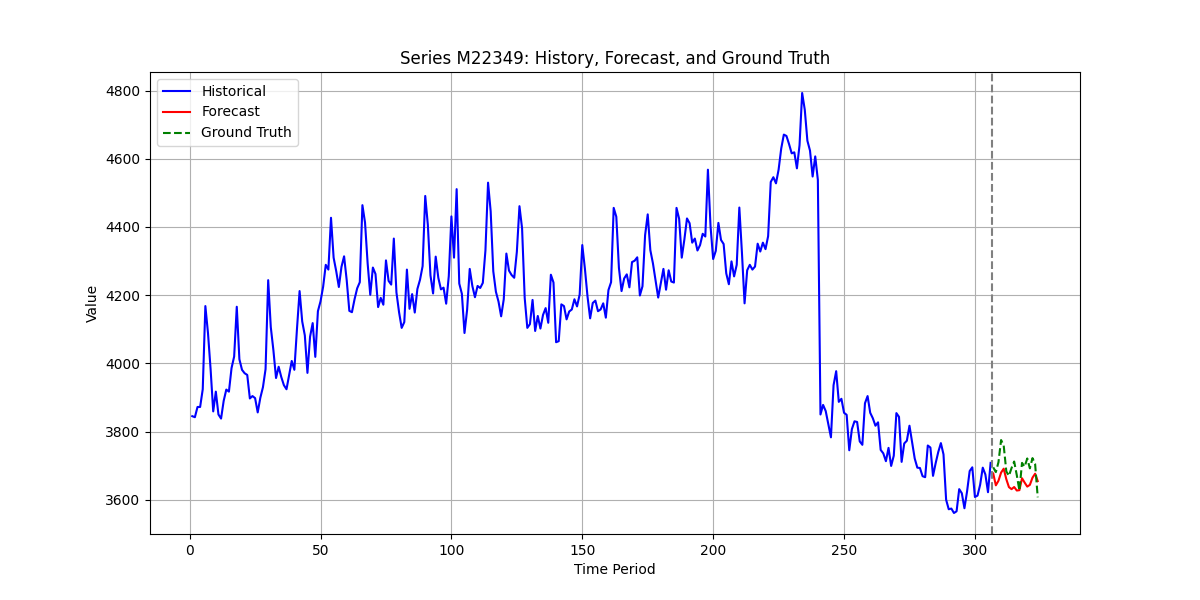 Series M22349: History, Forecast, and Ground Truth
Historical
Forecast
Ground Truth
4800
4600
4400
4200
4000
3800
3600
Value
0 50 100 150 200 250 300
Time Period